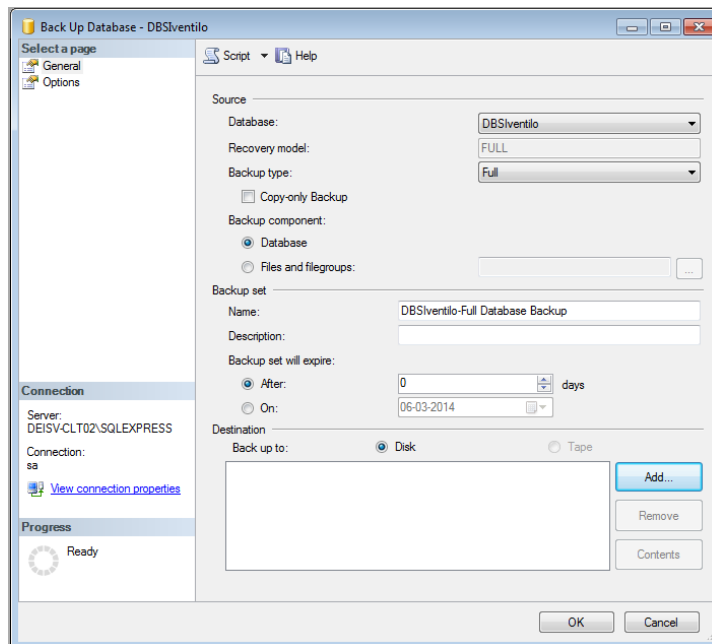 Back Up Database - DBSIventilo
Select a page
General
Options
Script
Help
Source
Database:
DBSIventilo
Recovery model:
FULL
Backup type:
Full
Copy-only Backup
Backup component:
Database
Files and filegroups:
...
Backup set
Name:
DBSIventilo-Full Database Backup
Description:
Backup set will expire:
After:
0
days
On:
06-03-2014
Destination
Back up to:
Disk
Tape
Add...
Remove
Contents
Connection
Server:
DEISV-CLT02\SQLEXPRESS
Connection:
sa
View connection properties
Progress
Ready
OK
Cancel